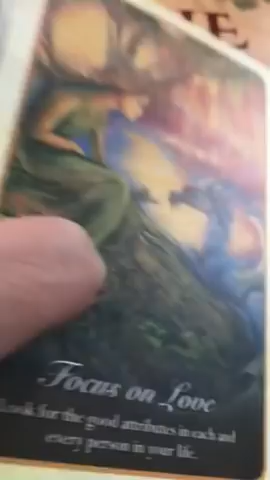 Focus on Love
Look for the good attributes in each and
every person in your life.